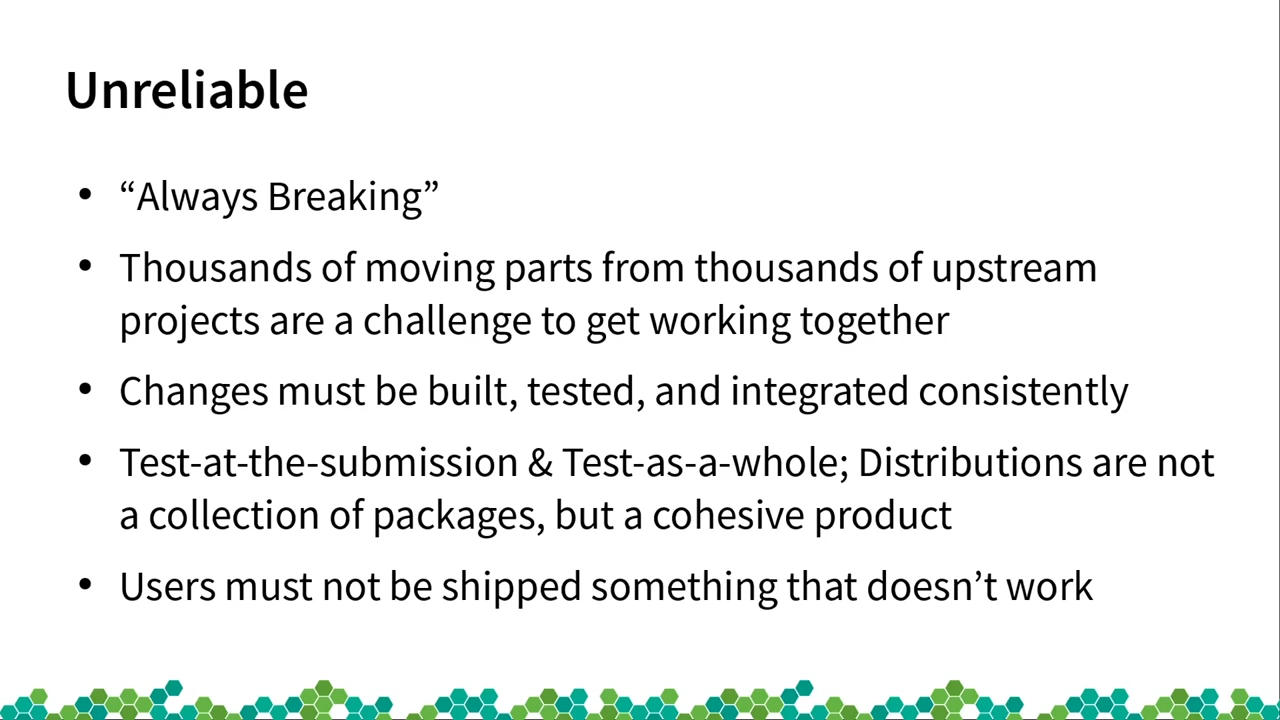 Unreliable
• “Always Breaking”
• Thousands of moving parts from thousands of upstream
projects are a challenge to get working together
• Changes must be built, tested, and integrated consistently
• Test-at-the-submission & Test-as-a-whole; Distributions are not
a collection of packages, but a cohesive product
• Users must not be shipped something that doesn’t work